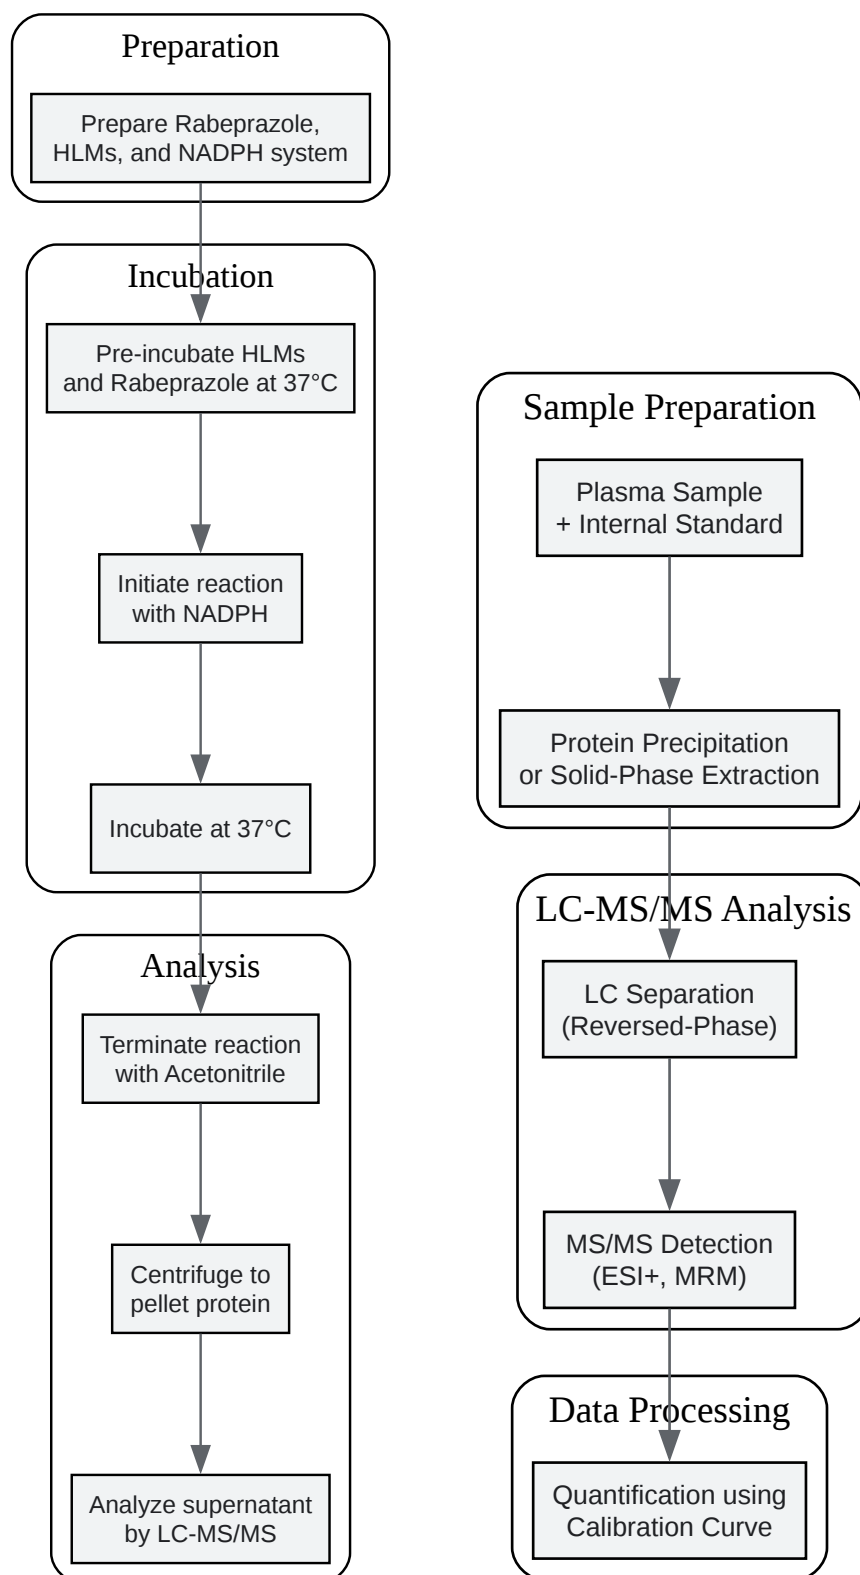 Preparation
Prepare Rabeprazole,
HLMs, and NADPH system
Incubation
Pre-incubate HLMs
and Rabeprazole at 37°C
Initiate reaction
with NADPH
Incubate at 37°C
Analysis
Terminate reaction
with Acetonitrile
Centrifuge to
pellet protein
Analyze supernatant
by LC-MS/MS
Sample Preparation
Plasma Sample
+ Internal Standard
Protein Precipitation
or Solid-Phase Extraction
LC-MS/MS Analysis
LC Separation
(Reversed-Phase)
MS/MS Detection
(ESI+, MRM)
Data Processing
Quantification using
Calibration Curve